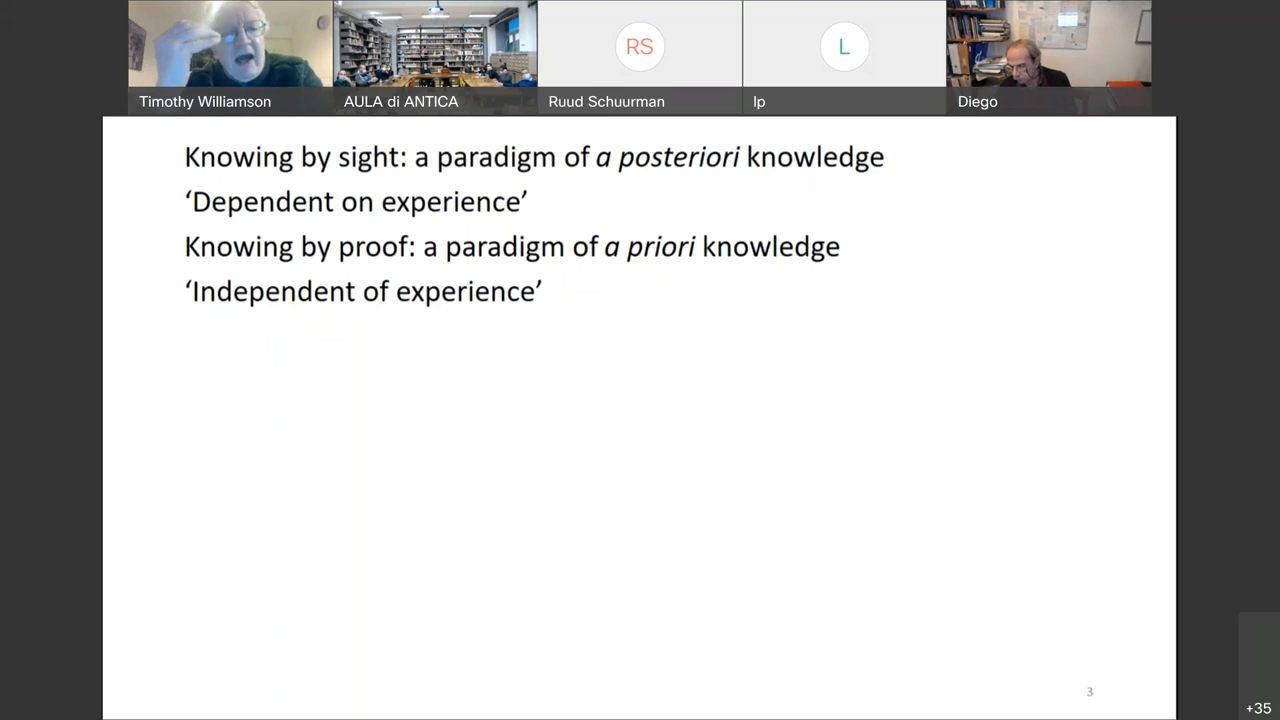 Timothy Williamson
AULA di ANTICA
RS
Ruud Schuurman
L
lp
Diego
Knowing by sight: a paradigm of a posteriori knowledge
‘Dependent on experience’
Knowing by proof: a paradigm of a priori knowledge
‘Independent of experience’
3
+35